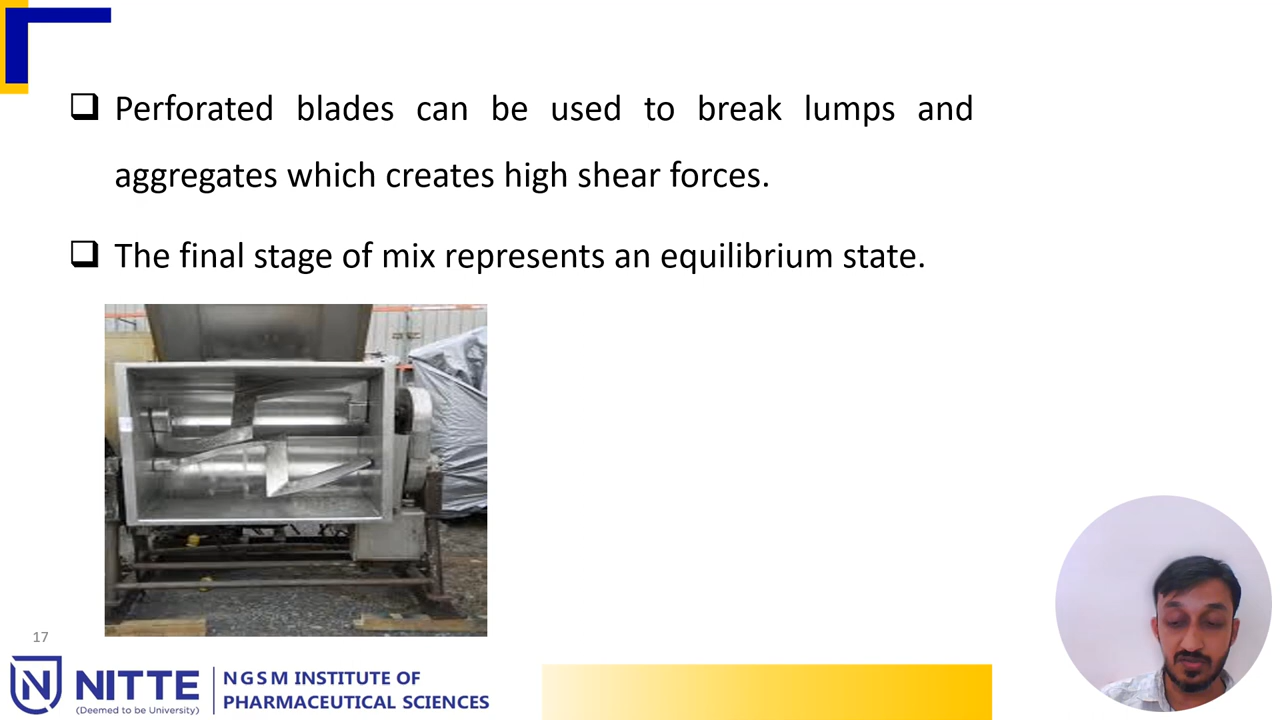 Perforated blades can be used to break lumps and
aggregates which creates high shear forces.
The final stage of mix represents an equilibrium state.
17
NITTE
(Deemed to be University)
NGSM INSTITUTE OF
PHARMACEUTICAL SCIENCES